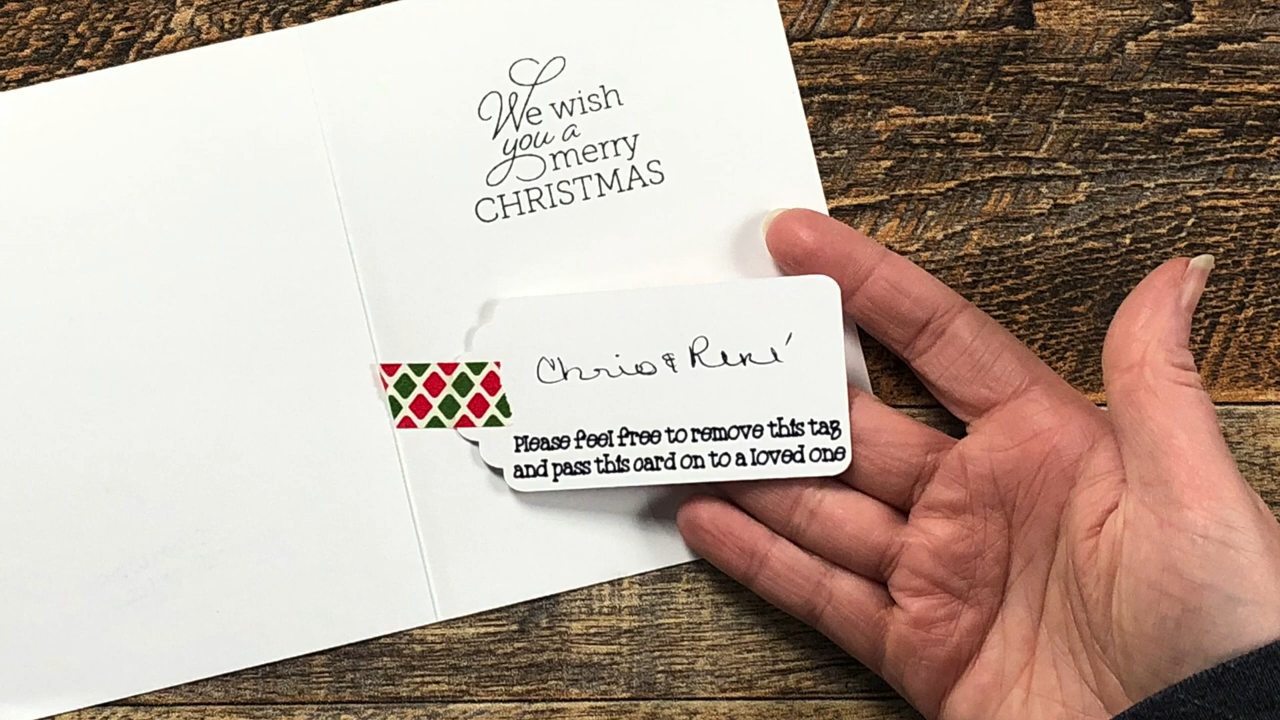 We wish
you a
merry
CHRISTMAS
Chris & René
Please feel free to remove this tag
and pass this card on to a loved one